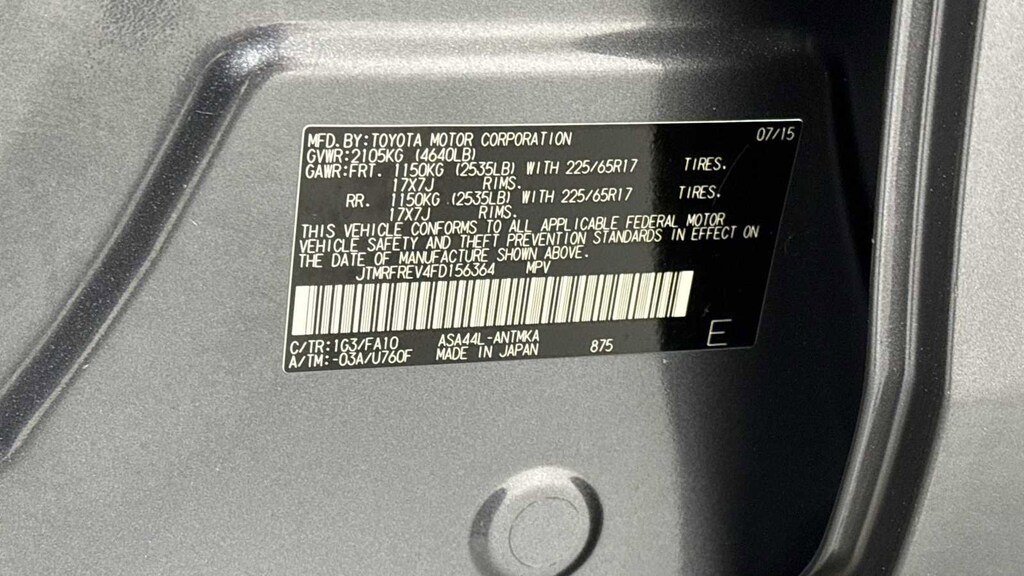 MFD.BY:TOYOTA MOTOR CORPORATION 07/15
GVWR:2105KG (4640LB)
GAWR:FRT. 1150KG (2535LB) WITH 225/65R17 TIRES.
17X7J RIMS.
RR. 1150KG (2535LB) WITH 225/65R17 TIRES.
17X7J RIMS.
THIS VEHICLE CONFORMS TO ALL APPLICABLE FEDERAL MOTOR
VEHICLE SAFETY AND THEFT PREVENTION STANDARDS IN EFFECT ON
THE DATE OF MANUFACTURE SHOWN ABOVE.
JTMRFREV4FD156364 MPV
C/TR:1G3/FA10 ASA44L-ANTMKA
A/TM:-03A/U760F MADE IN JAPAN 875 E